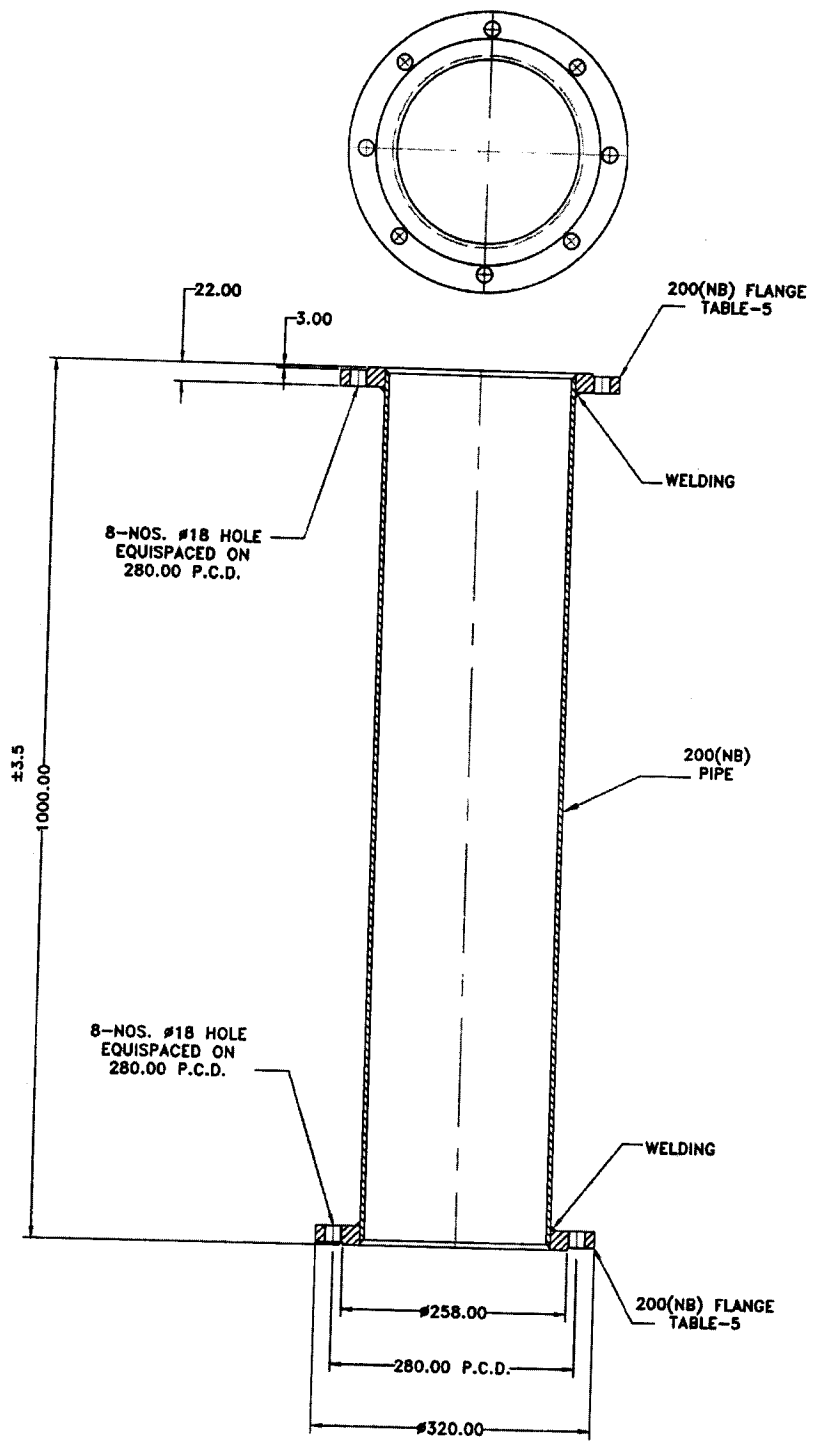 22.00
3.00
200(NB) FLANGE
TABLE-5
WELDING
8-NOS. ø18 HOLE
EQUISPACED ON
280.00 P.C.D.
±3.5
1000.00
200(NB)
PIPE
8-NOS. ø18 HOLE
EQUISPACED ON
280.00 P.C.D.
WELDING
200(NB) FLANGE
TABLE-5
ø258.00
280.00 P.C.D.
ø320.00